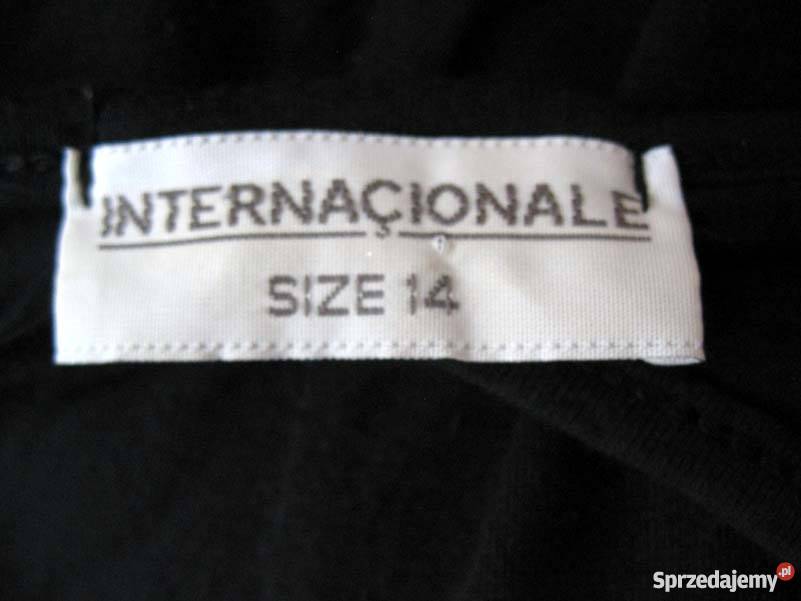 INTERNAÇIONALE
SIZE 14
Sprzedajemy.pl